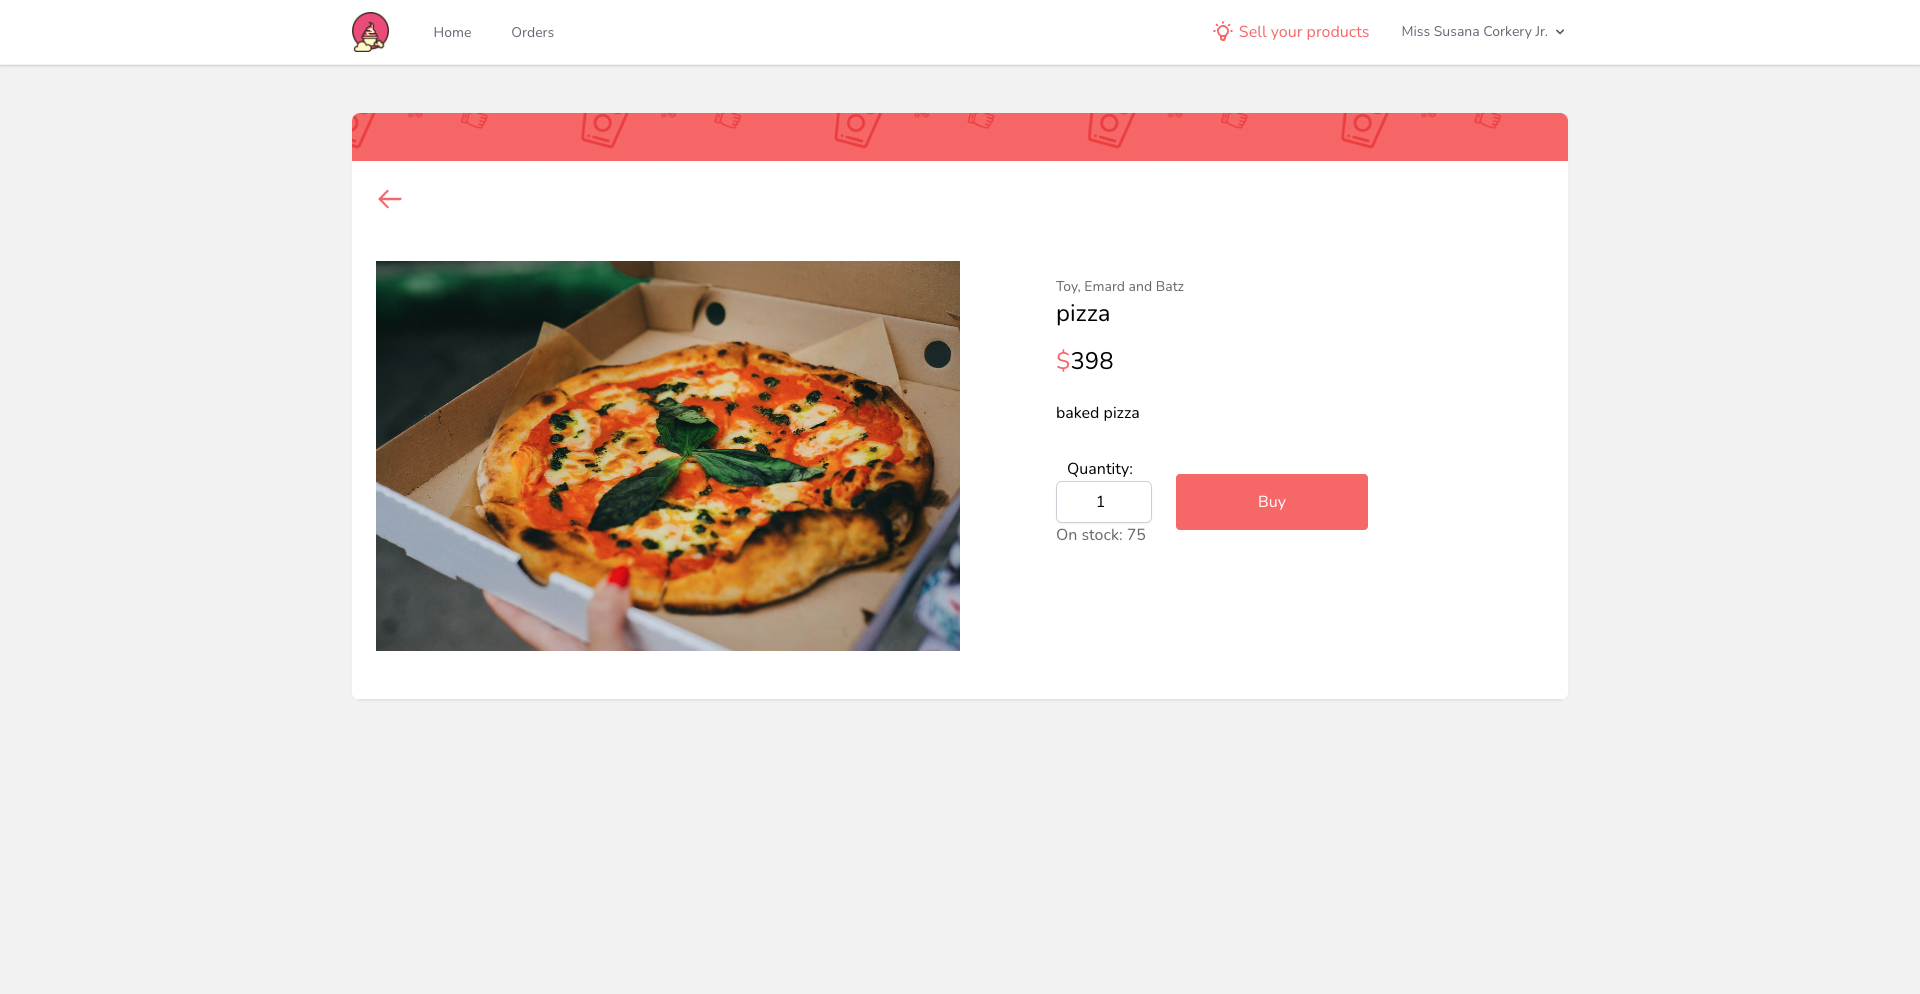 Home
Orders
Sell your products
Miss Susana Corkery Jr.
Toy, Emard and Batz
pizza
$398
baked pizza
Quantity:
1
Buy
On stock: 75